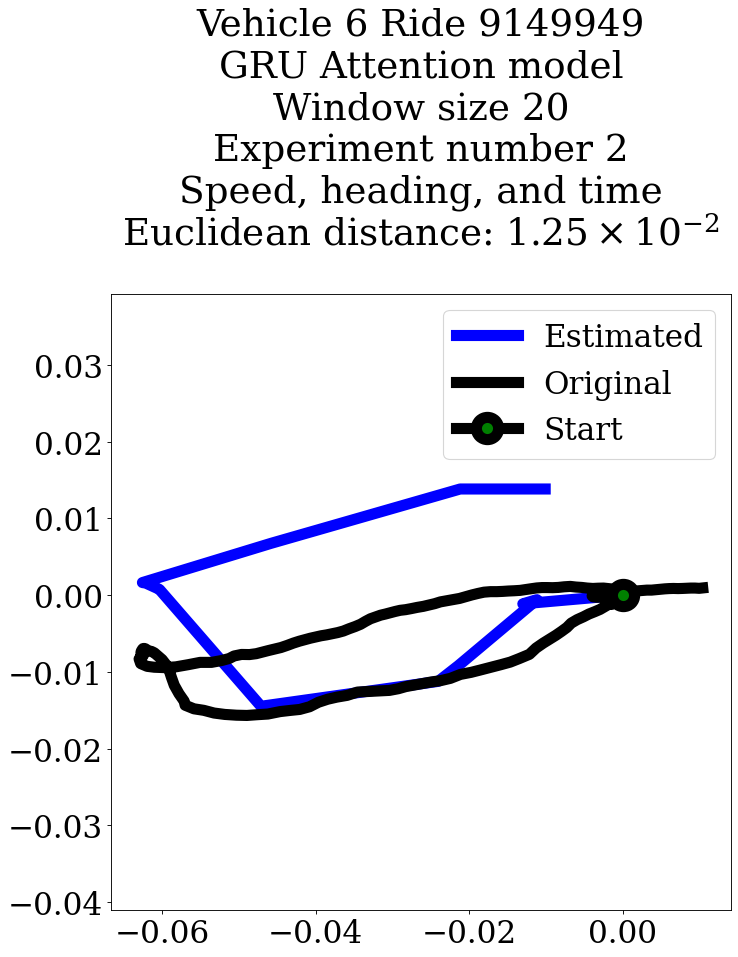 Vehicle 6 Ride 9149949
GRU Attention model
Window size 20
Experiment number 2
Speed, heading, and time
Euclidean distance: 1.25 × 10⁻²
Estimated
Original
Start
0.03
0.02
0.01
0.00
−0.01
−0.02
−0.03
−0.04
−0.06 −0.04 −0.02 0.00